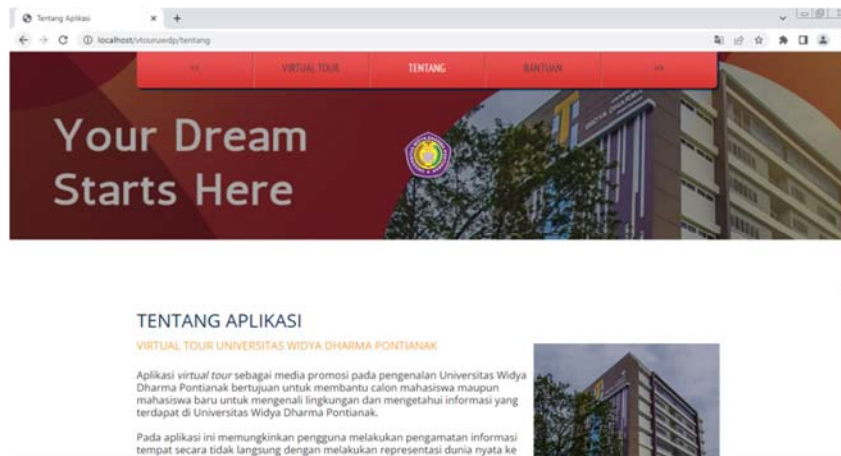 Tentang Aplikasi
localhost/vtouruwdp/tentang
<<
VIRTUAL TOUR
TENTANG
BANTUAN
>>
Your Dream
Starts Here
WIDYA DHARMA
TENTANG APLIKASI
VIRTUAL TOUR UNIVERSITAS WIDYA DHARMA PONTIANAK
Aplikasi virtual tour sebagai media promosi pada pengenalan Universitas Widya
Dharma Pontianak bertujuan untuk membantu calon mahasiswa maupun
mahasiswa baru untuk mengenali lingkungan dan mengetahui informasi yang
terdapat di Universitas Widya Dharma Pontianak.
Pada aplikasi ini memungkinkan pengguna melakukan pengamatan informasi
tempat secara tidak langsung dengan melakukan representasi dunia nyata ke